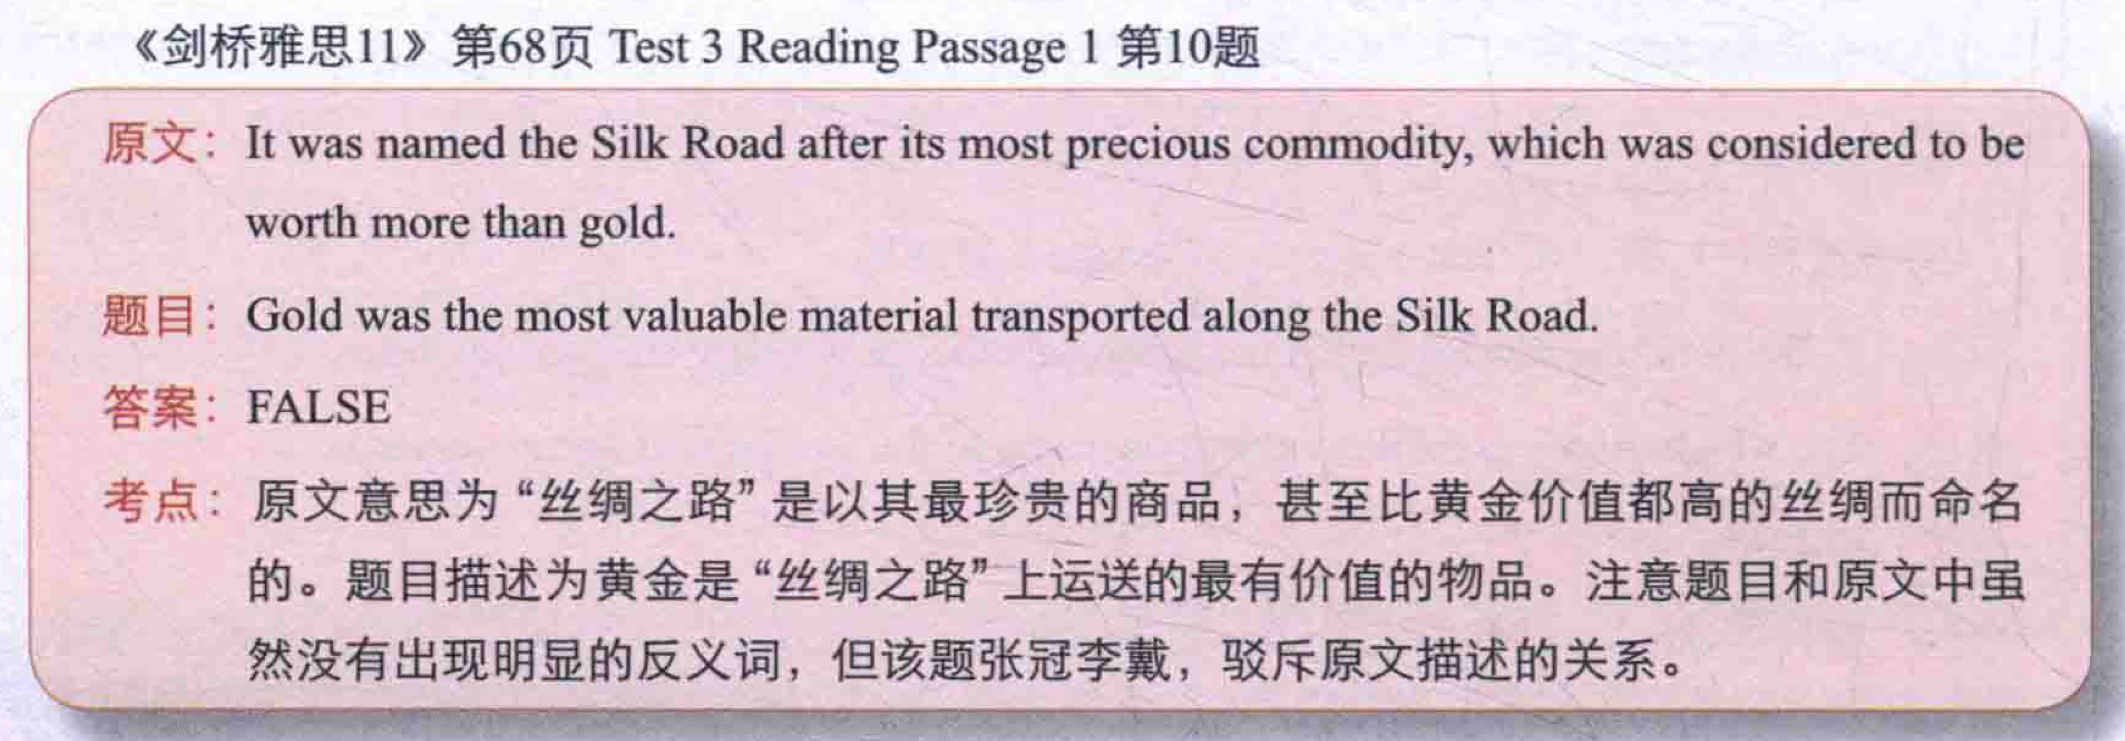 《剑桥雅思11》第68页 Test 3 Reading Passage 1 第10题
原文：It was named the Silk Road after its most precious commodity, which was considered to be
worth more than gold.
题目：Gold was the most valuable material transported along the Silk Road.
答案：FALSE
考点：原文意思为“丝绸之路”是以其最珍贵的商品，甚至比黄金价值都高的丝绸而命名
的。题目描述为黄金是“丝绸之路”上运送的最有价值的物品。注意题目和原文中虽
然没有出现明显的反义词，但该题张冠李戴，驳斥原文描述的关系。